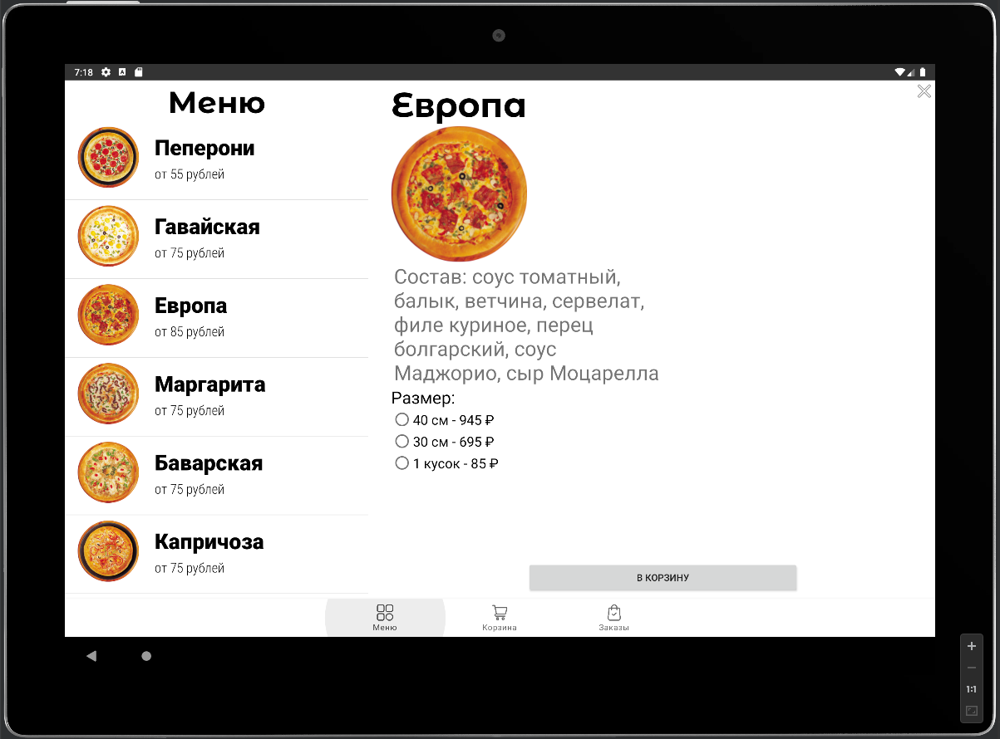 7:18
Меню
Пеперони
от 55 рублей
Гавайская
от 75 рублей
Европа
от 85 рублей
Маргарита
от 75 рублей
Баварская
от 75 рублей
Капричоза
от 75 рублей
Европа
Состав: соус томатный,
балык, ветчина, сервелат,
филе куриное, перец
болгарский, соус
Маджорио, сыр Моцарелла
Размер:
40 см - 945 ₽
30 см - 695 ₽
1 кусок - 85 ₽
В КОРЗИНУ
Меню
Корзина
Заказы
1:1